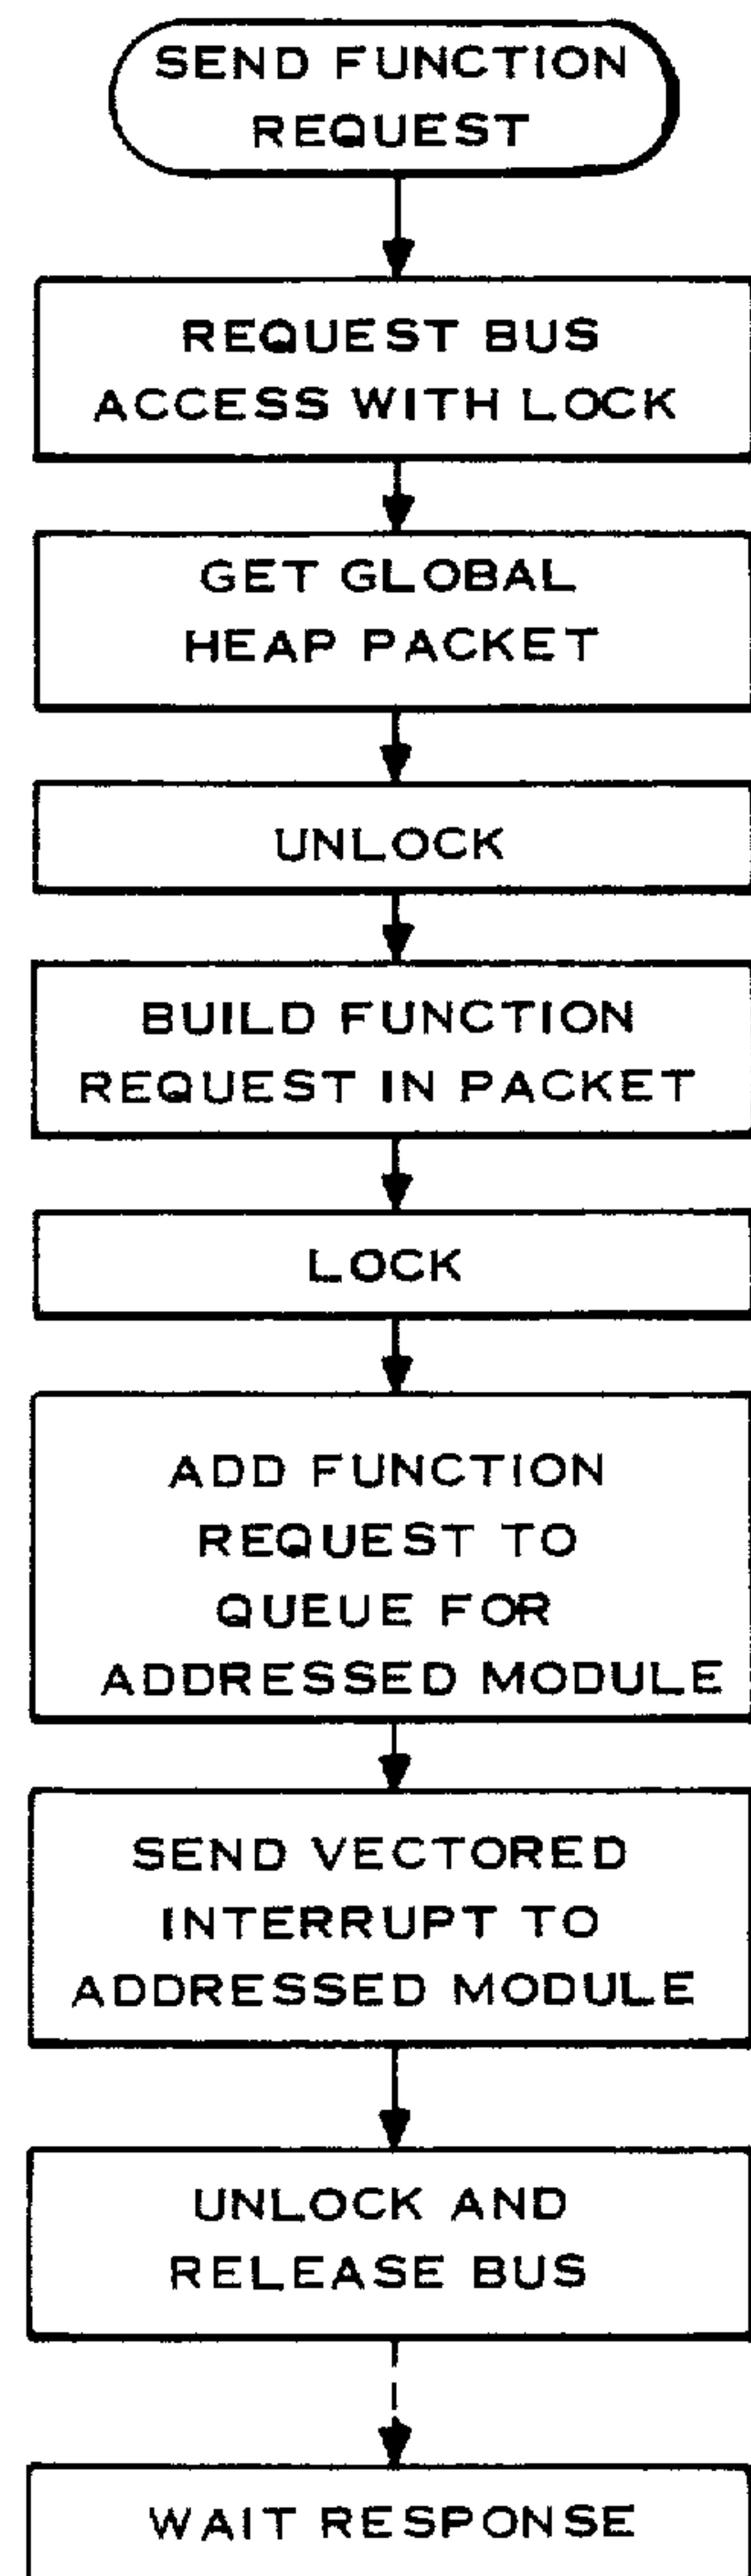 SEND FUNCTION
REQUEST
REQUEST BUS
ACCESS WITH LOCK
GET GLOBAL
HEAP PACKET
UNLOCK
BUILD FUNCTION
REQUEST IN PACKET
LOCK
ADD FUNCTION
REQUEST TO
QUEUE FOR
ADDRESSED MODULE
SEND VECTORED
INTERRUPT TO
ADDRESSED MODULE
UNLOCK AND
RELEASE BUS
WAIT RESPONSE